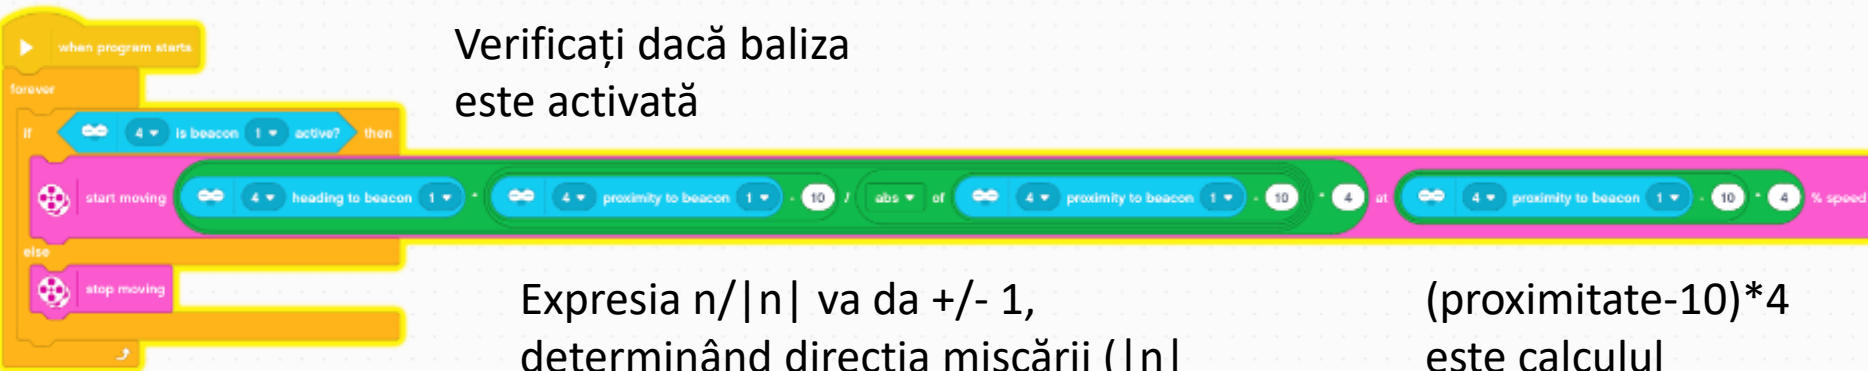 when program starts
Verificați dacă baliza
este activată
forever
if 4 is beacon 1 active? then
start moving 4 heading to beacon 1 * 4 proximity to beacon 1 - 10 / abs of 4 proximity to beacon 1 - 10 * 4 at 4 proximity to beacon 1 - 10 * 4 % speed
else
stop moving
Expresia n/|n| va da +/- 1,
determinând direcția mișcării (|n|
(proximitate-10)*4
este calculul